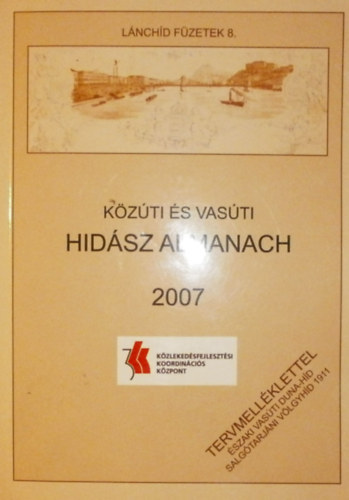 LÁNCHÍD FÜZETEK 8.
KÖZÚTI ÉS VASÚTI
HIDÁSZ ALMANACH
2007
KÖZLEKEDÉSFEJLESZTÉSI
KOORDINÁCIÓS
KÖZPONT
TERVMELLÉKLETTEL
ÉSZAKI VASÚTI DUNA-HÍD
SALGÓTARJÁNI VÖLGYHÍD 1911